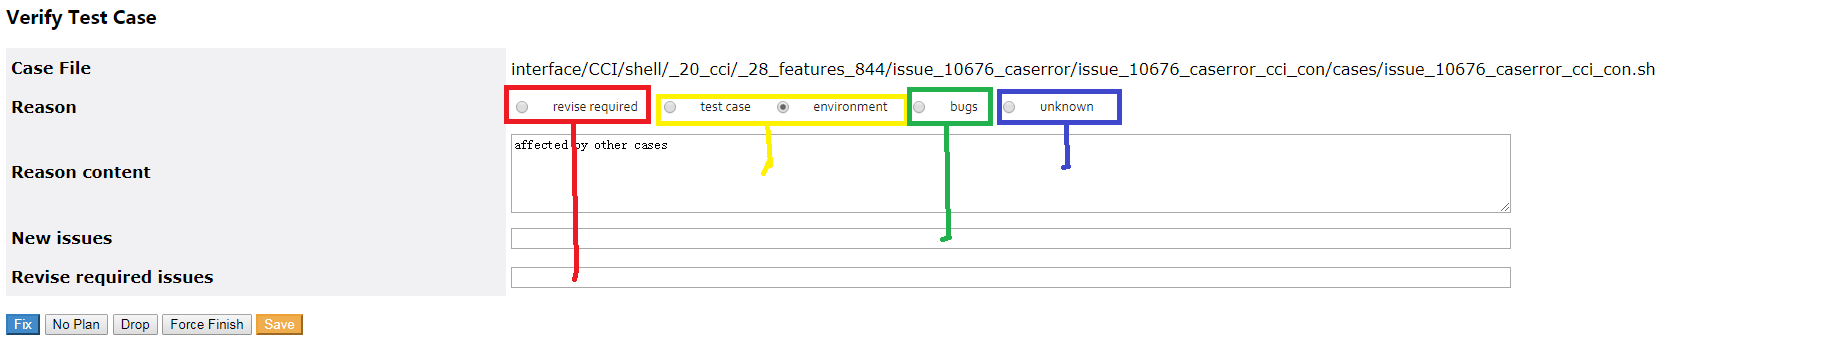 Verify Test Case
Case File
interface/CCI/shell/_20_cci/_28_features_844/issue_10676_caserror/issue_10676_caserror_cci_con/cases/issue_10676_caserror_cci_con.sh
Reason
revise required test case environment bugs unknown
Reason content
affected by other cases
New issues
Revise required issues
Fix No Plan Drop Force Finish Save